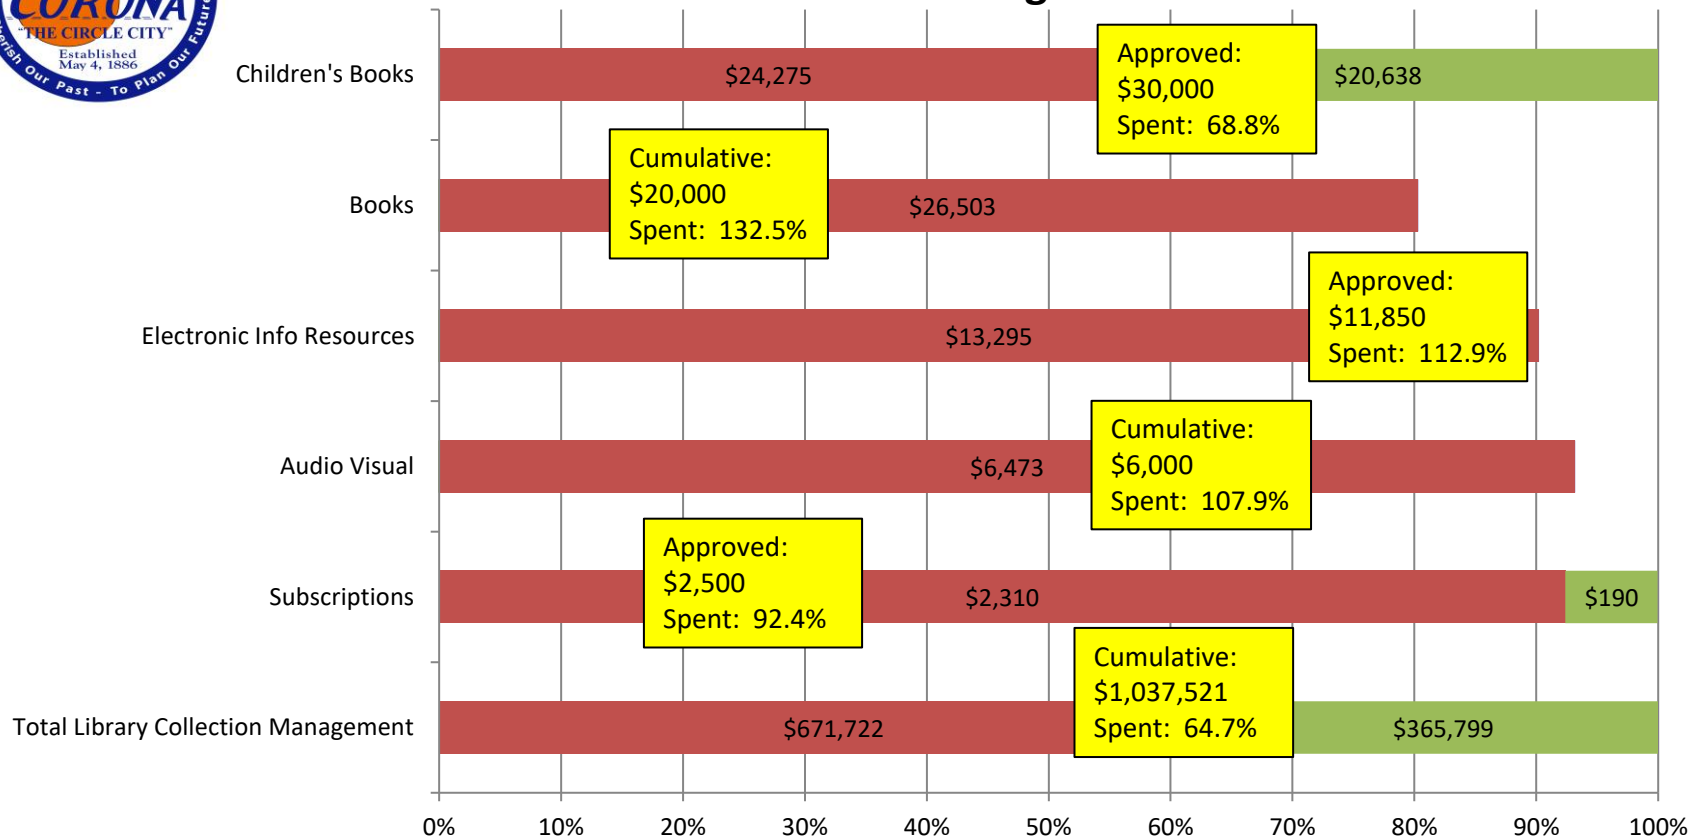 CORONA
"THE CIRCLE CITY"
Established
May 4, 1886
Our Past - To Plan Our Future
Children's Books
$24,275
Approved:
$30,000
Spent: 68.8%
$20,638
Books
Cumulative:
$20,000
Spent: 132.5%
$26,503
Electronic Info Resources
$13,295
Approved:
$11,850
Spent: 112.9%
Audio Visual
$6,473
Cumulative:
$6,000
Spent: 107.9%
Subscriptions
Approved:
$2,500
Spent: 92.4%
$2,310
$190
Total Library Collection Management
$671,722
Cumulative:
$1,037,521
Spent: 64.7%
$365,799
0% 10% 20% 30% 40% 50% 60% 70% 80% 90% 100%